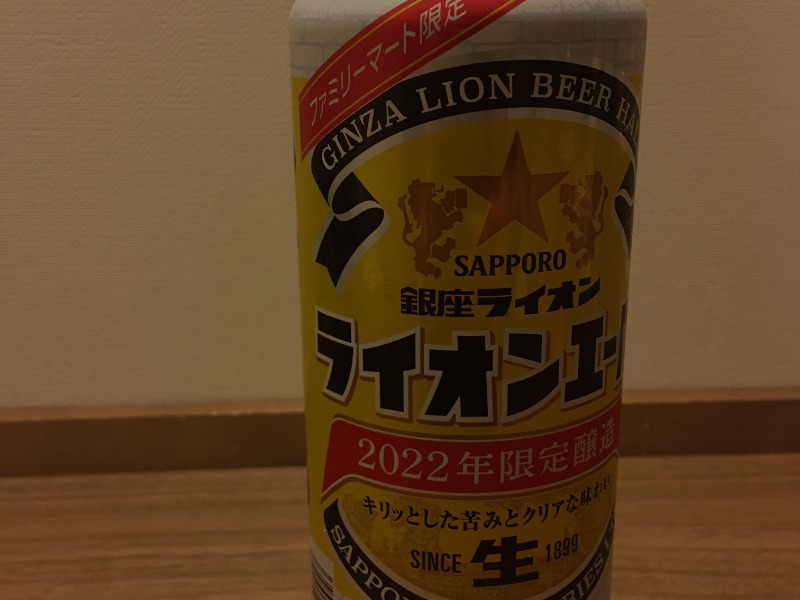 ファミリーマート限定
GINZA LION BEER HA
SAPPORO
銀座ライオン
ライオンエー
2022年限定醸造
キリッとした苦みとクリアな味わい
SINCE 生 1899
SAPPO
RIES